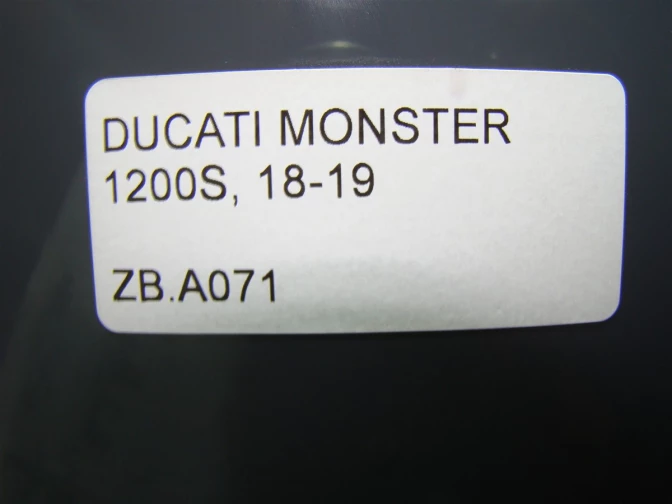 DUCATI MONSTER
1200S, 18-19
ZB.A071